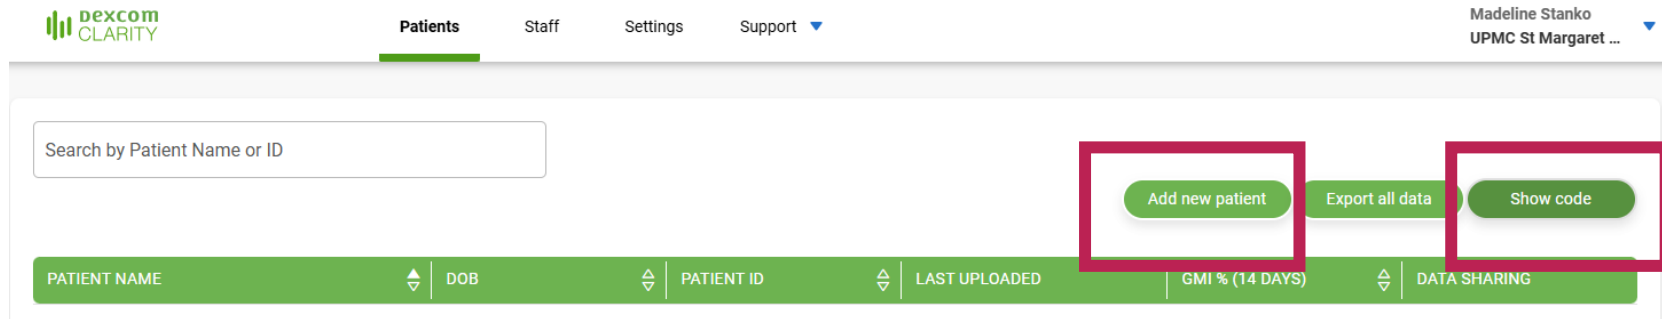 Dexcom
CLARITY
Patients
Staff
Settings
Support
Madeline Stanko
UPMC St Margaret ...
Search by Patient Name or ID
Add new patient
Export all data
Show code
PATIENT NAME
DOB
PATIENT ID
LAST UPLOADED
GMI % (14 DAYS)
DATA SHARING